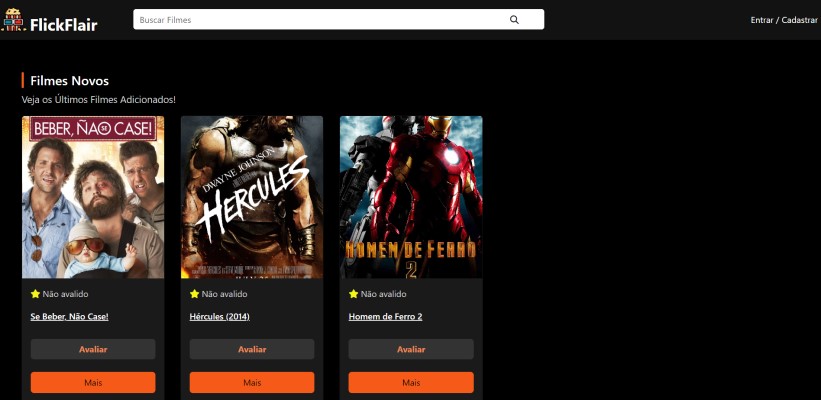 FlickFlair
Buscar Filmes
Entrar / Cadastrar
Filmes Novos
Veja os Últimos Filmes Adicionados!
BEBER, NÃO SE CASE!
DWAYNE JOHNSON
HERCULES
HOMEM DE FERRO
2
Não avalido
Não avalido
Não avalido
Se Beber, Não Case!
Hércules (2014)
Homem de Ferro 2
Avaliar
Avaliar
Avaliar
Mais
Mais
Mais